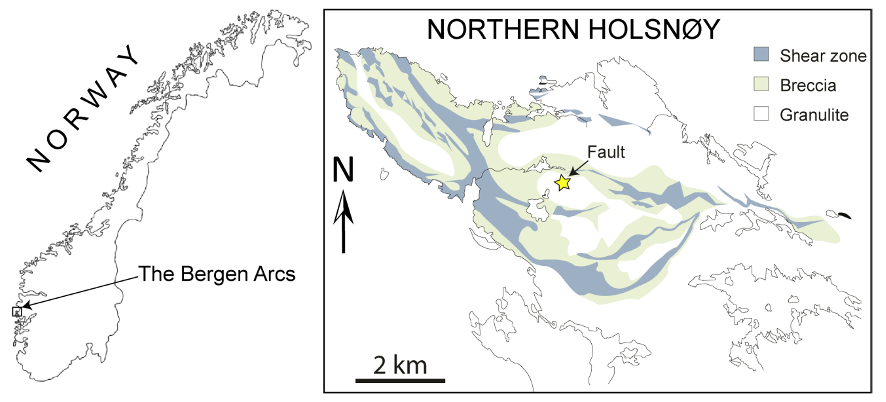 NORWAY
The Bergen Arcs
NORTHERN HOLSNØY
Shear zone
Breccia
Granulite
Fault
N
2 km